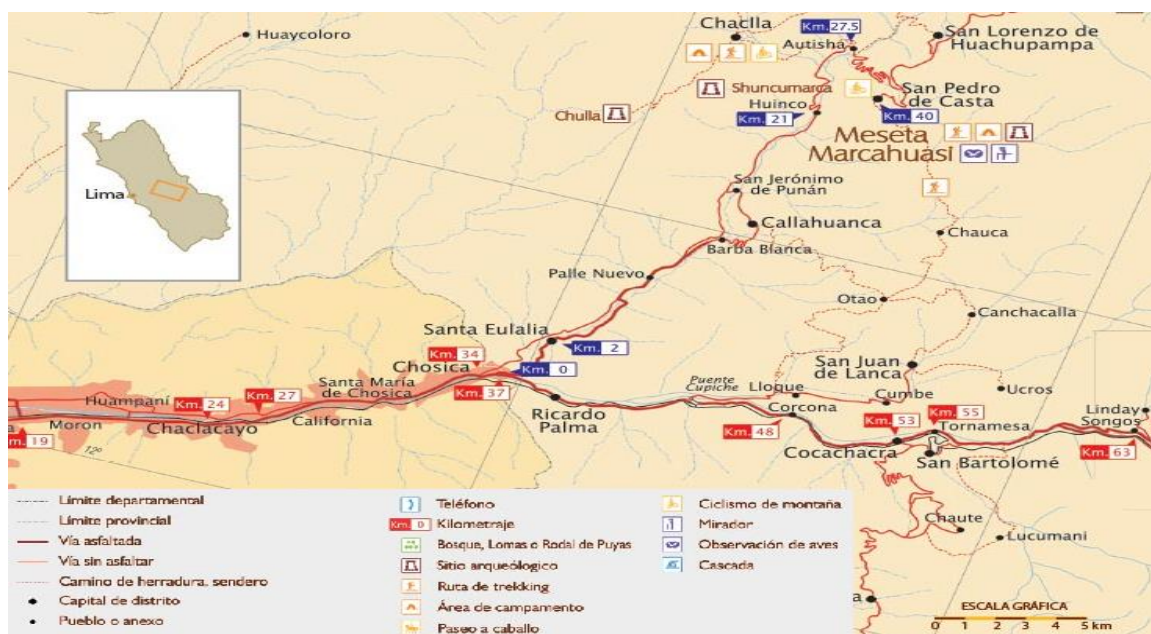 Huaycoloro
Chaclla
Km. 27.5
Autisha
San Lorenzo de
Huachupampa
Shuncumarca
San Pedro
de Casta
Chulla
Huinco
Km. 21
Km. 40
Meseta
Marcahuasi
Lima
San Jerónimo
de Punán
Callahuanca
Chauca
Barba Blanca
Palle Nuevo
Otao
Canchacalla
Santa Eulalia
Km. 2
Km. 34
Chosica
Km. 0
San Juan
de Lanca
Santa María
de Chosica
Km. 37
Puente
Cupiche
Lloque
Cumbe
Ucros
Huampaní
Km. 24
Km. 27
Ricardo
Palma
Corcona
Km. 53
Km. 55
Linday
Songos
Moron
Chaclacayo
California
Km. 48
Tornamesa
m. 19
12º
Cocachacra
San Bartolomé
Km. 63
Límite departamental
Límite provincial
Vía asfaltada
Vía sin asfaltar
Camino de herradura, sendero
Capital de distrito
Pueblo o anexo
Teléfono
Km. 0 Kilometraje
Bosque, Lomas o Rodal de Puyas
Sitio arqueológico
Ruta de trekking
Área de campamento
Paseo a caballo
Ciclismo de montaña
Mirador
Observación de aves
Cascada
Chaute
Lucumani
a
ESCALA GRÁFICA
0 1 2 3 4 5 km